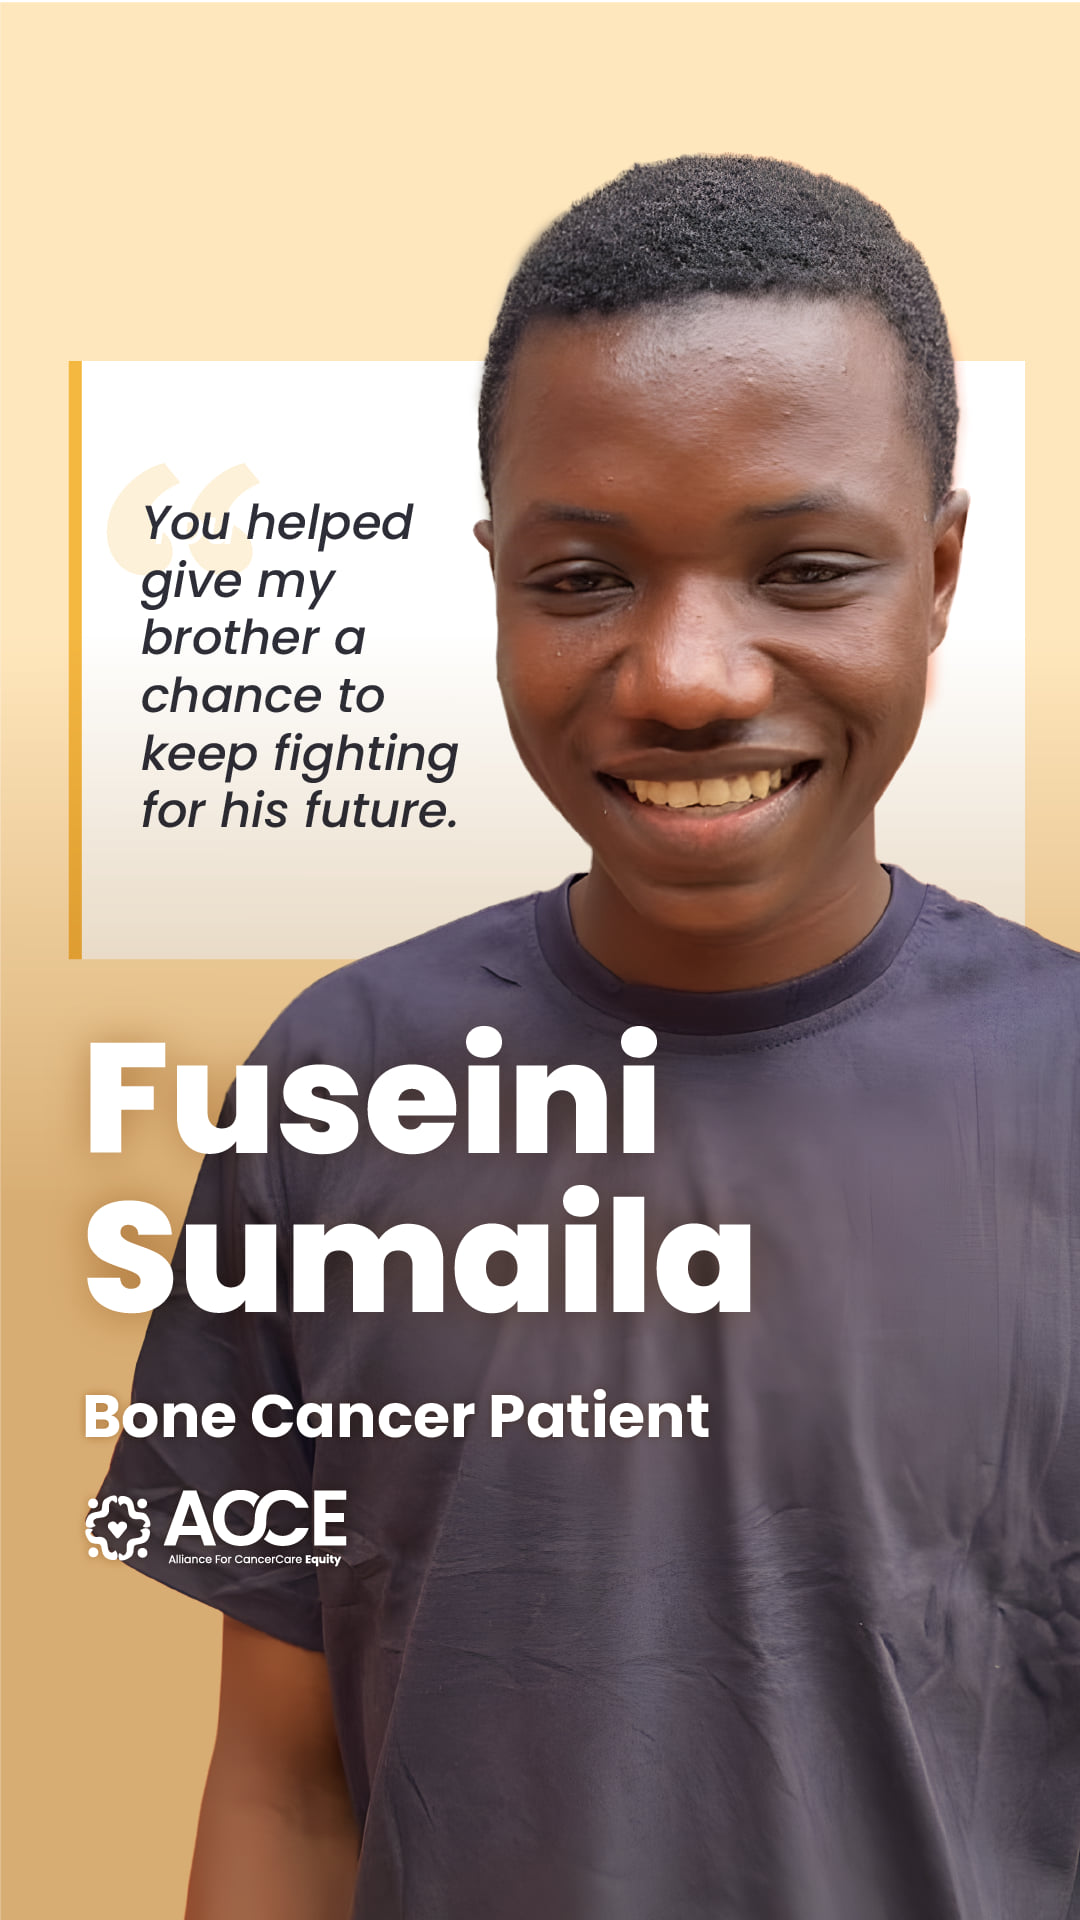 You helped
give my
brother a
chance to
keep fighting
for his future.
Fuseini
Sumaila
Bone Cancer Patient
ACCE
Alliance For CancerCare Equity